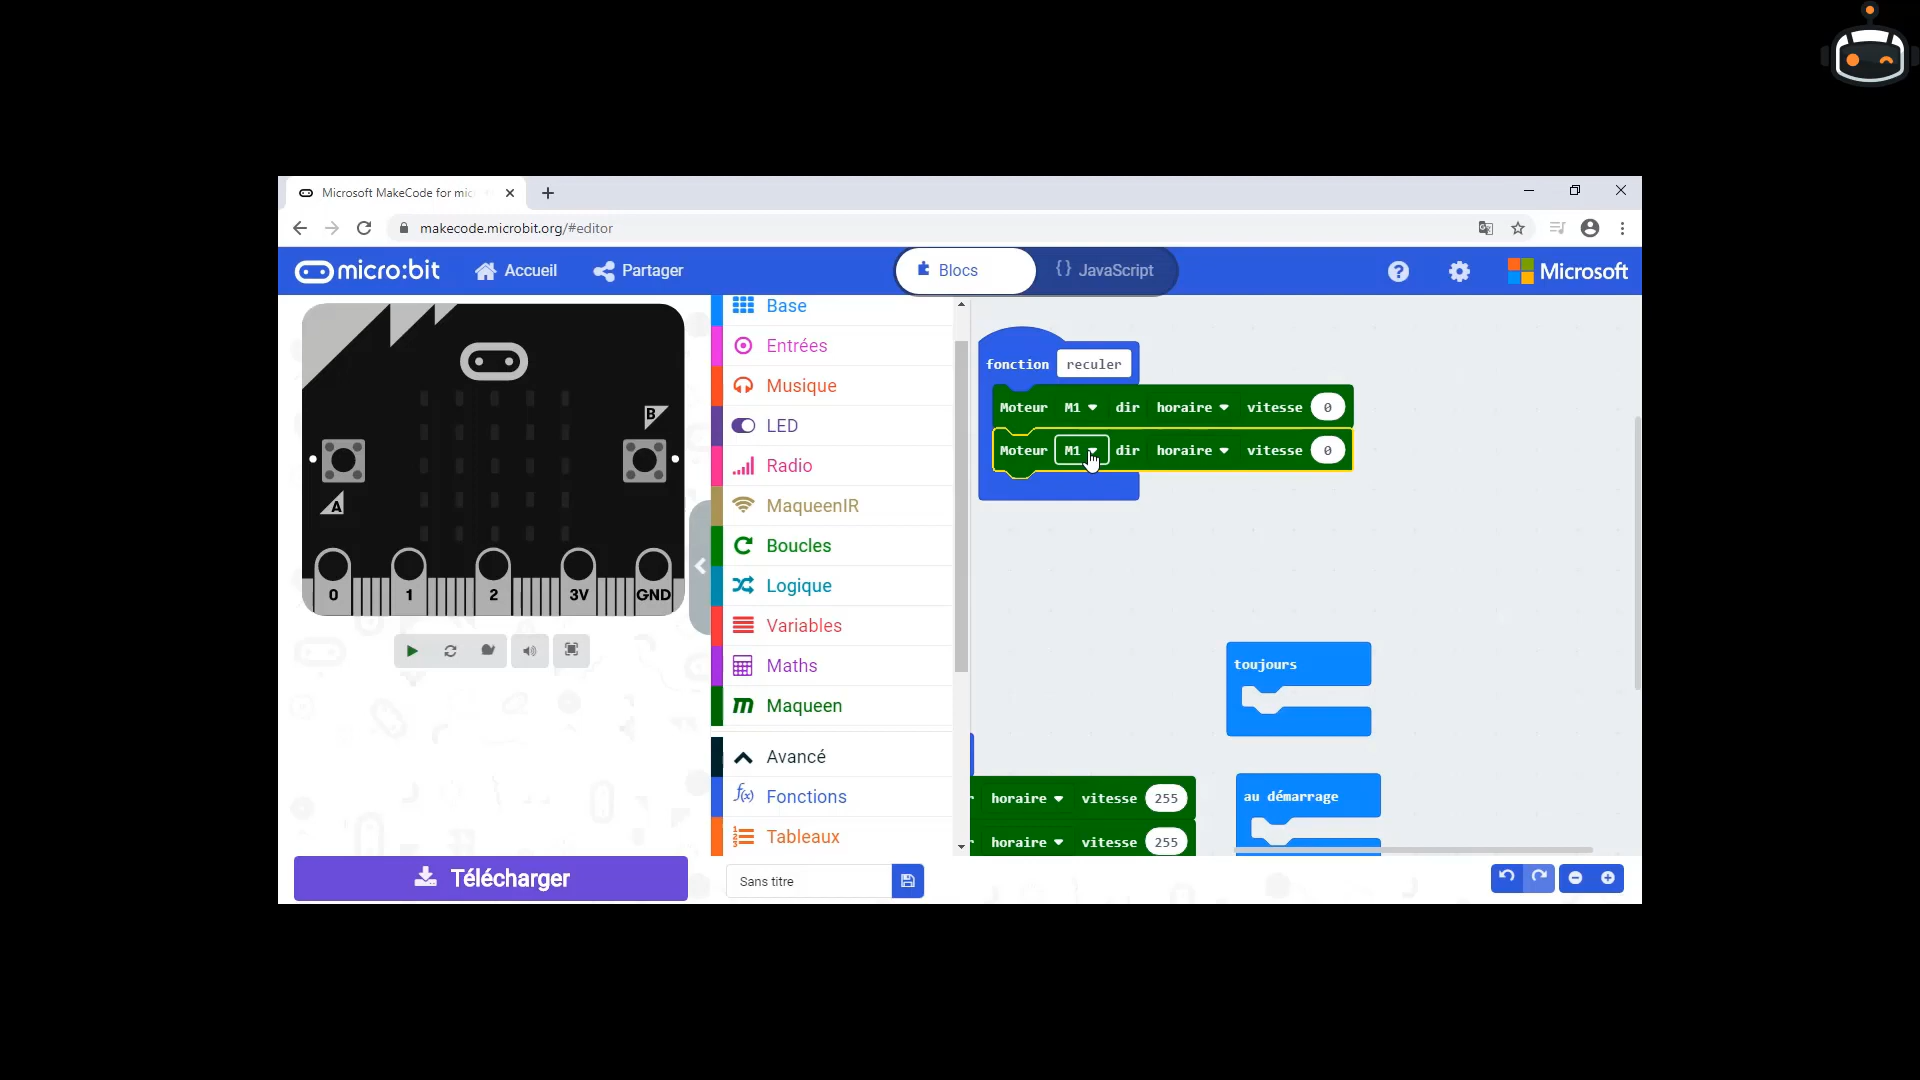 Microsoft MakeCode for mic
makecode.microbit.org/#editor
micro:bit
Accueil
Partager
Blocs
{} JavaScript
?
Microsoft
B
A
0
1
2
3V
GND
Télécharger
Base
Entrées
Musique
LED
Radio
MaqueenIR
Boucles
Logique
Variables
Maths
Maqueen
Avancé
f(x) Fonctions
Tableaux
Sans titre
fonction reculer
Moteur M1 dir horaire vitesse 0
Moteur M1 dir horaire vitesse 0
toujours
au démarrage
horaire vitesse 255
horaire vitesse 255